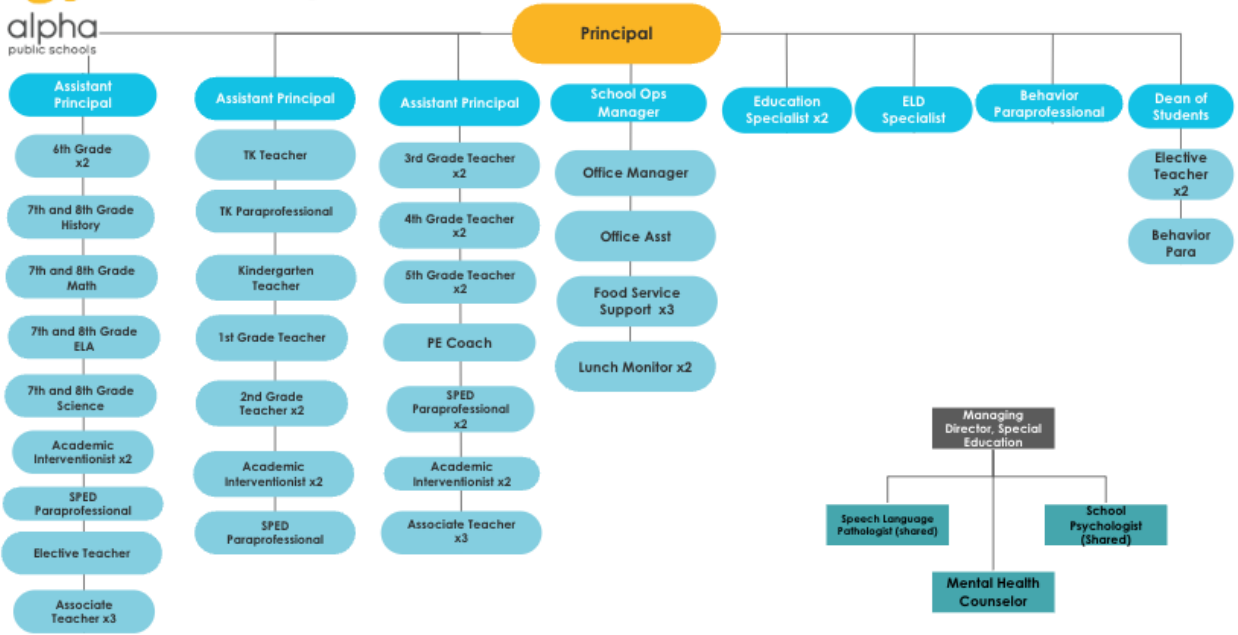 alpha
public schools
Principal
Assistant
Principal
6th Grade
x2
7th and 8th Grade
History
7th and 8th Grade
Math
7th and 8th Grade
ELA
7th and 8th Grade
Science
Academic
Interventionist x2
SPED
Paraprofessional
Elective Teacher
Associate
Teacher x3
Assistant Principal
TK Teacher
TK Paraprofessional
Kindergarten
Teacher
1st Grade Teacher
2nd Grade
Teacher x2
Academic
Interventionist x2
SPED
Paraprofessional
Assistant Principal
3rd Grade Teacher
x2
4th Grade Teacher
x2
5th Grade Teacher
x2
PE Coach
SPED
Paraprofessional
x2
Academic
Interventionist x2
Associate Teacher
x3
School Ops
Manager
Office Manager
Office Asst
Food Service
Support x3
Lunch Monitor x2
Education
Specialist x2
ELD
Specialist
Behavior
Paraprofessional
Dean of
Students
Elective
Teacher
x2
Behavior
Para
Managing
Director, Special
Education
Speech Language
Pathologist (shared)
School
Psychologist
(Shared)
Mental Health
Counselor